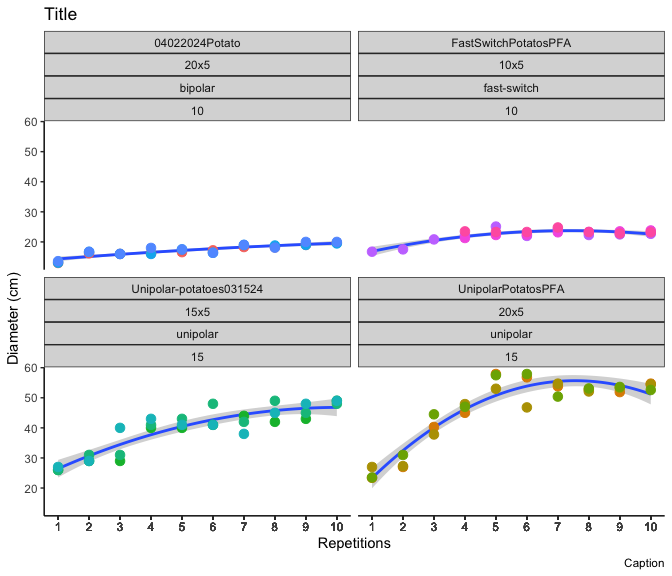 Title
04022024Potato
20x5
bipolar
10
FastSwitchPotatosPFA
10x5
fast-switch
10
60
50
40
30
20
Unipolar-potatoes031524
15x5
unipolar
15
UnipolarPotatosPFA
20x5
unipolar
15
60
50
40
30
20
Diameter (cm)
1 2 3 4 5 6 7 8 9 10
1 2 3 4 5 6 7 8 9 10
Repetitions
Caption